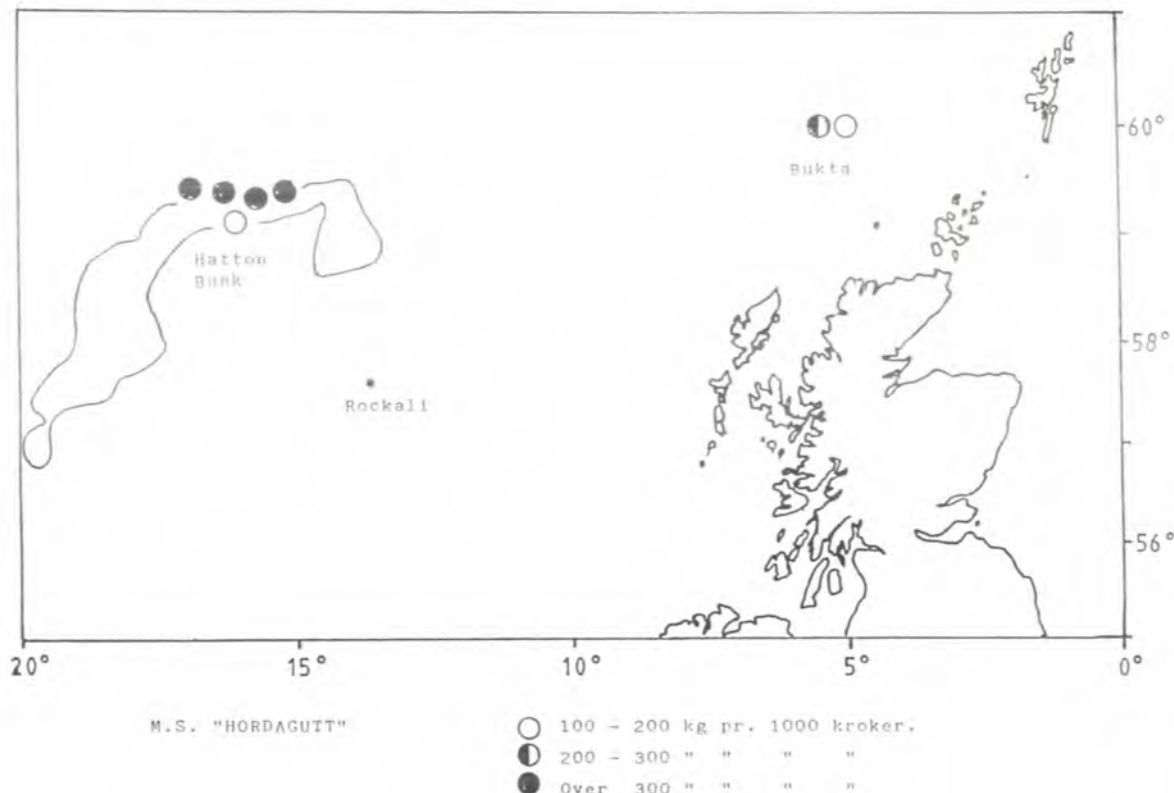 60°
Bukta
Hatton
Bank
58°
Rockall
56°
20°
15°
10°
5°
0°
M.S. "HORDAGUTT"
100 - 200 kg pr. 1000 kroker.
200 - 300 " " " "
Over 300 " " " "